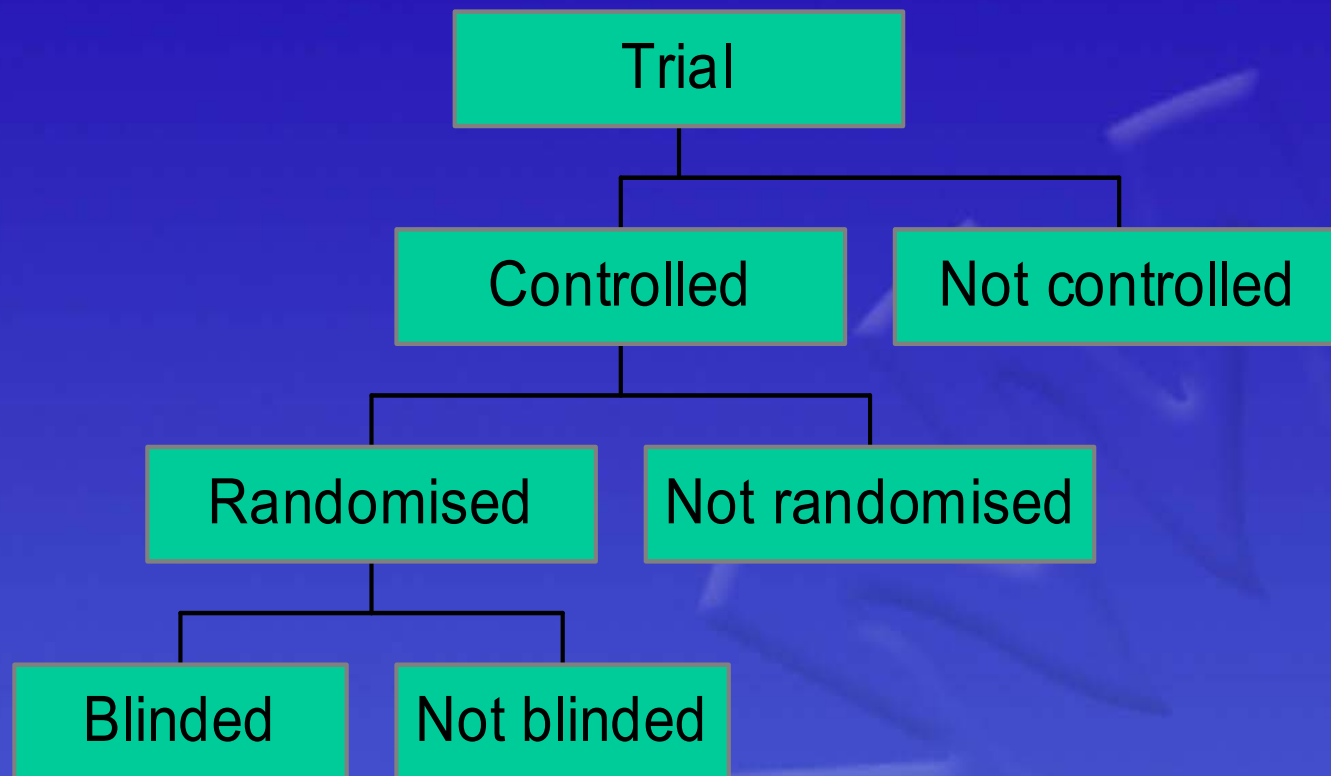 Trial
Controlled
Not controlled
Randomised
Not randomised
Blinded
Not blinded